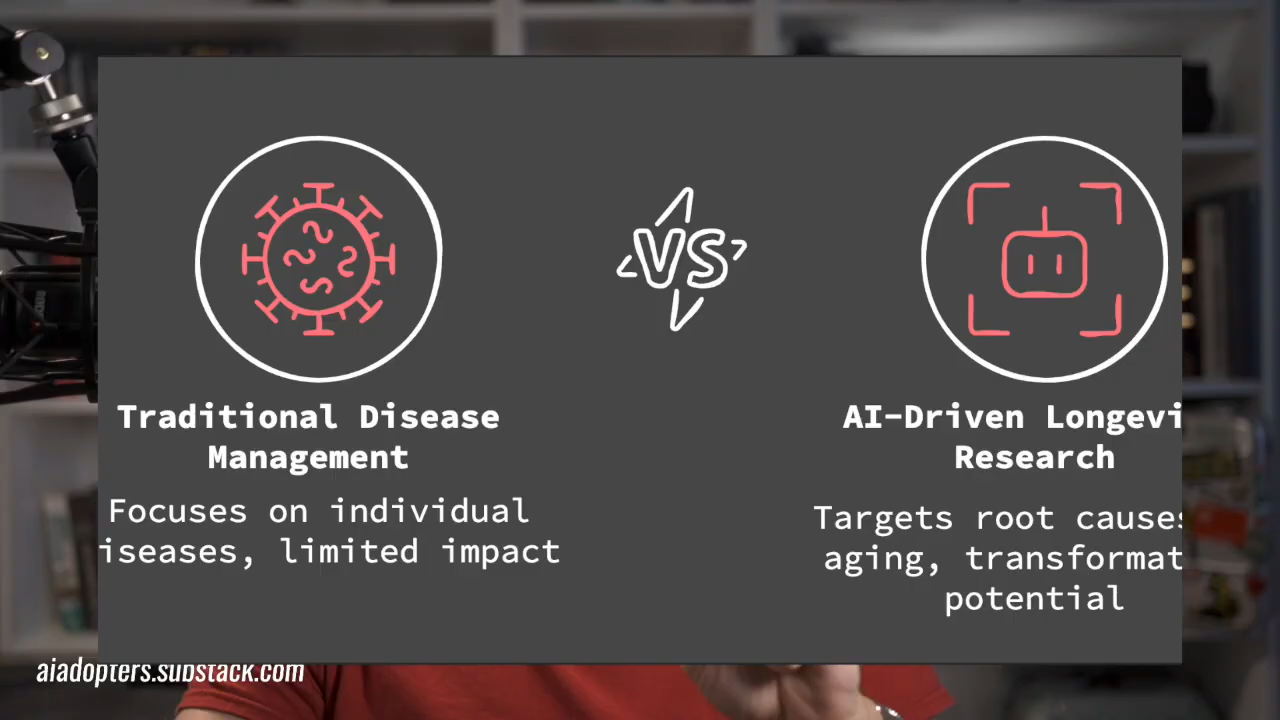 VS
Traditional Disease
Management
Focuses on individual
iseases, limited impact
AI-Driven Longevi
Research
Targets root causes
aging, transformat
potential
aiadopters.substack.com